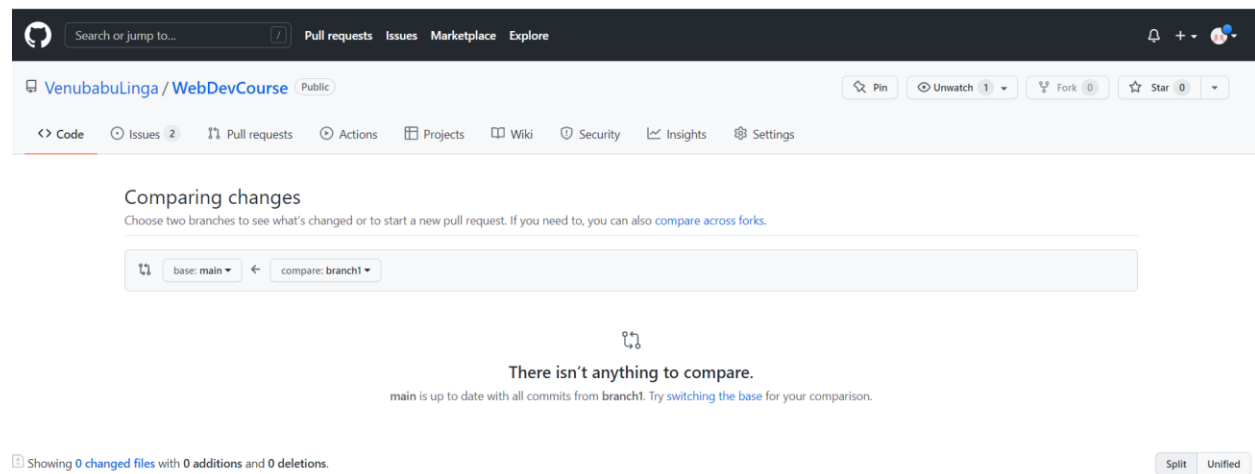 Search or jump to... / Pull requests Issues Marketplace Explore
VenubabuLinga / WebDevCourse Public Pin Unwatch 1 Fork 0 Star 0
<> Code Issues 2 Pull requests Actions Projects Wiki Security Insights Settings
Comparing changes
Choose two branches to see what's changed or to start a new pull request. If you need to, you can also compare across forks.
base: main ← compare: branch1
There isn't anything to compare.
main is up to date with all commits from branch1. Try switching the base for your comparison.
Showing 0 changed files with 0 additions and 0 deletions. Split Unified